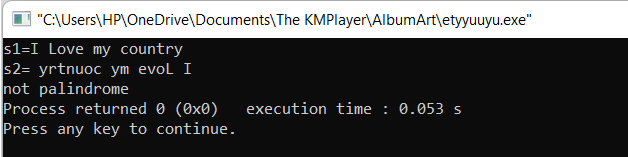 "C:\Users\HP\OneDrive\Documents\The KMPlayer\AlbumArt\etyyuuyu.exe"
s1=I Love my country
s2= yrtnuoc ym evoL I
not palindrome
Process returned 0 (0x0)   execution time : 0.053 s
Press any key to continue.